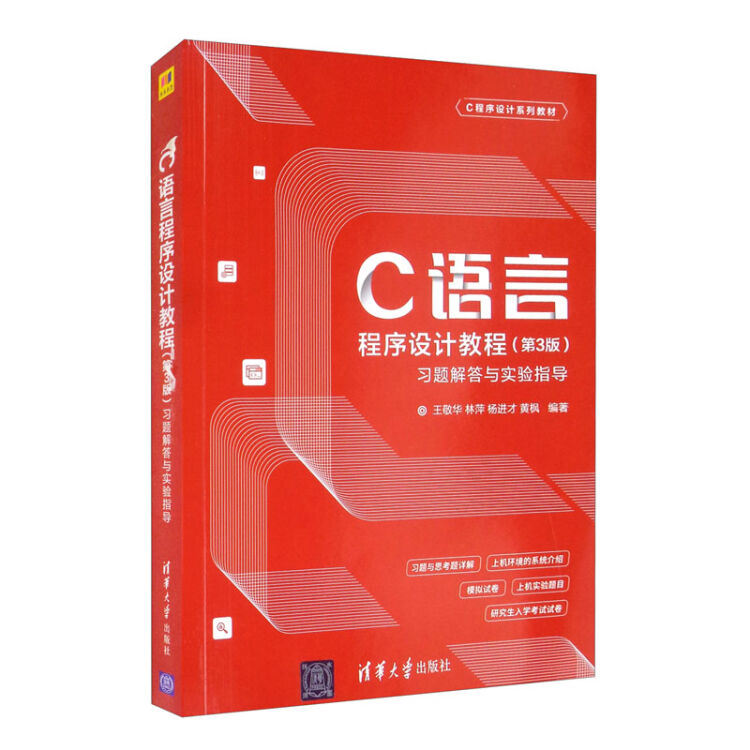 C程序设计系列教材
C语言
程序设计教程（第3版）
习题解答与实验指导
◎ 王敬华 林萍 杨进才 黄枫 编著
习题与思考题详解
上机环境的系统介绍
模拟试卷
上机实验题目
研究生入学考试试卷
清华大学出版社
C语言程序设计教程（第3版）习题解答与实验指导
清华大学出版社